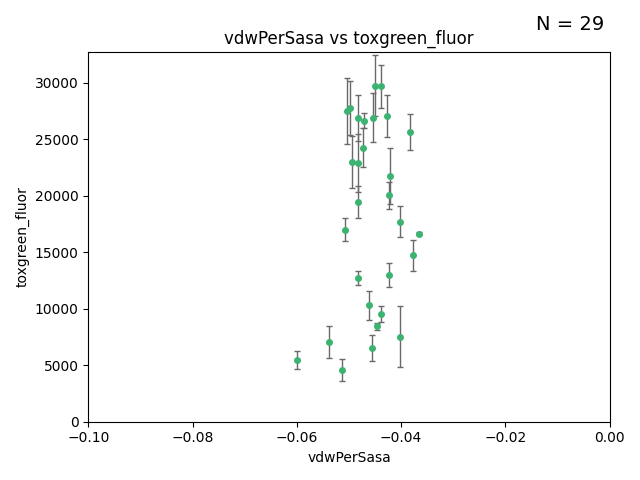 N = 29
vdwPerSasa vs toxgreen_fluor
30000
25000
20000
15000
10000
5000
0
toxgreen_fluor
−0.10 −0.08 −0.06 −0.04 −0.02 0.00
vdwPerSasa